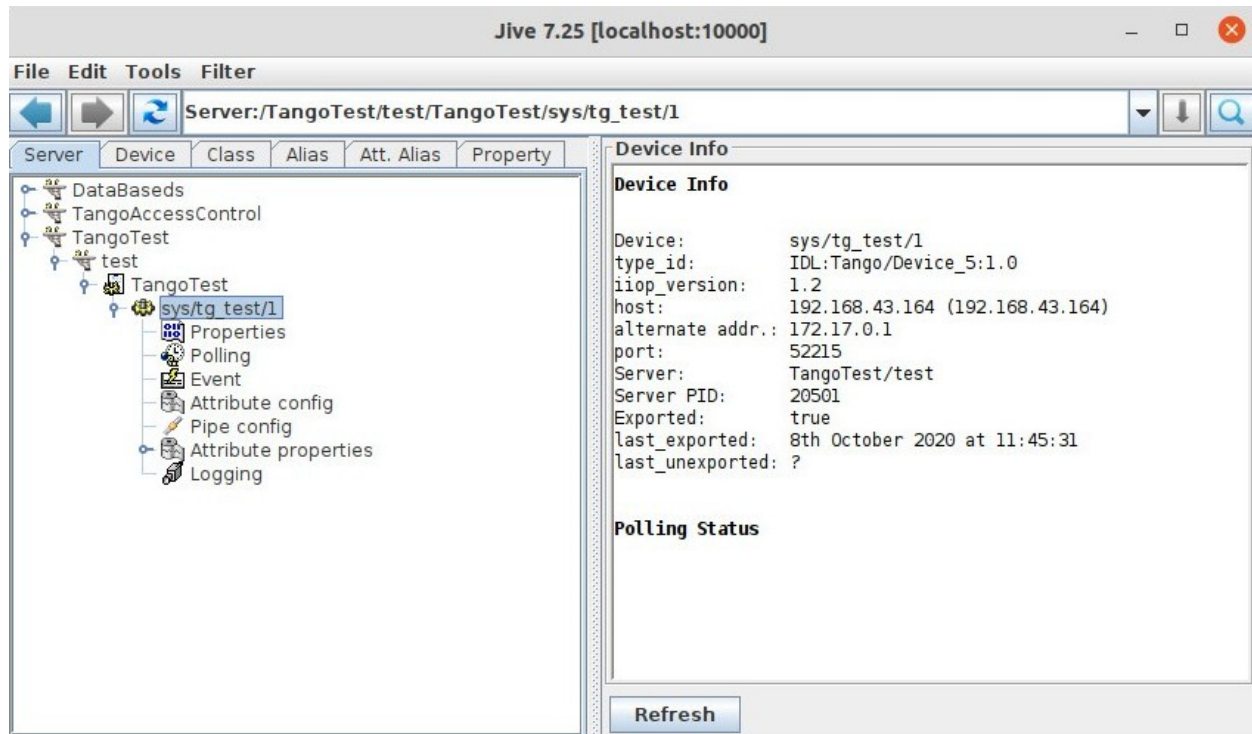 Jive 7.25 [localhost:10000]
File Edit Tools Filter
Server:/TangoTest/test/TangoTest/sys/tg_test/1
Server Device Class Alias Att. Alias Property
DataBaseds
TangoAccessControl
TangoTest
test
TangoTest
sys/tg_test/1
Properties
Polling
Event
Attribute config
Pipe config
Attribute properties
Logging
Device Info
Device Info
Device: sys/tg_test/1
type_id: IDL:Tango/Device_5:1.0
iiop_version: 1.2
host: 192.168.43.164 (192.168.43.164)
alternate addr.: 172.17.0.1
port: 52215
Server: TangoTest/test
Server PID: 20501
Exported: true
last_exported: 8th October 2020 at 11:45:31
last_unexported: ?
Polling Status
Refresh